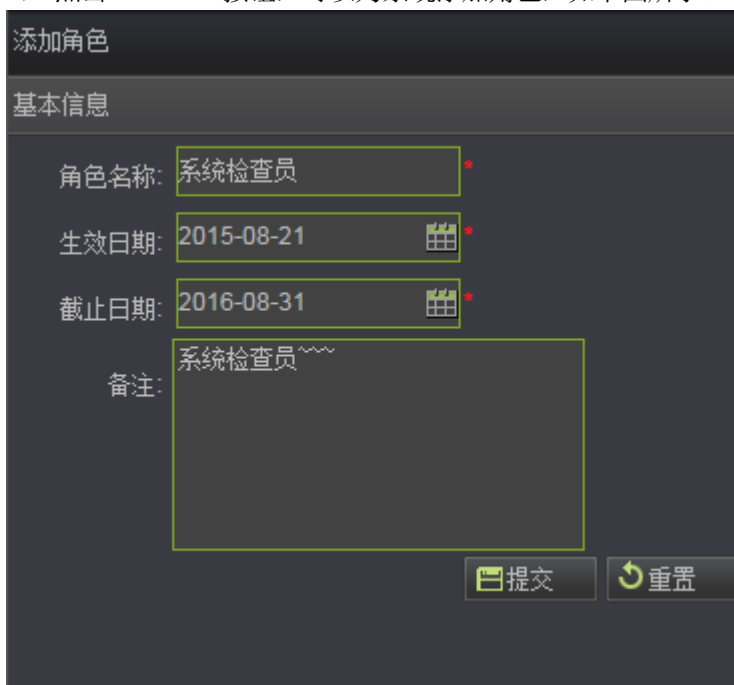 添加角色
基本信息
角色名称: 系统检查员 *
生效日期: 2015-08-21 *
截止日期: 2016-08-31 *
备注: 系统检查员~~~~
提交 重置